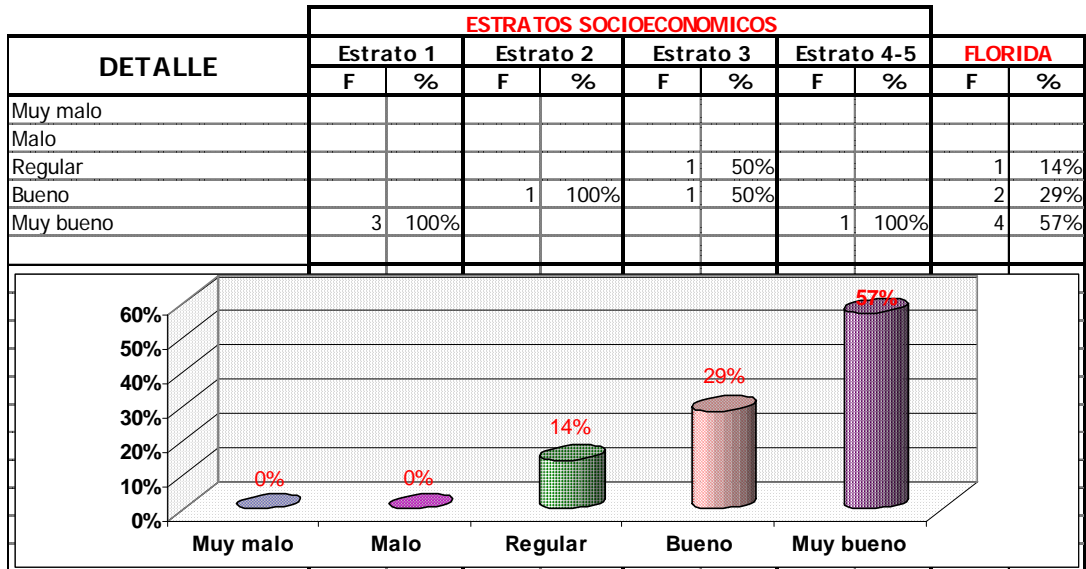 ESTRATOS SOCIOECONOMICOS
DETALLE Estrato 1 Estrato 2 Estrato 3 Estrato 4-5 FLORIDA
F % F % F % F % F %
Muy malo
Malo
Regular 1 50% 1 14%
Bueno 1 100% 1 50% 2 29%
Muy bueno 3 100% 1 100% 4 57%
57%
60%
50%
40%
29%
30%
14%
20%
0% 0%
10%
0%
Muy malo Malo Regular Bueno Muy bueno